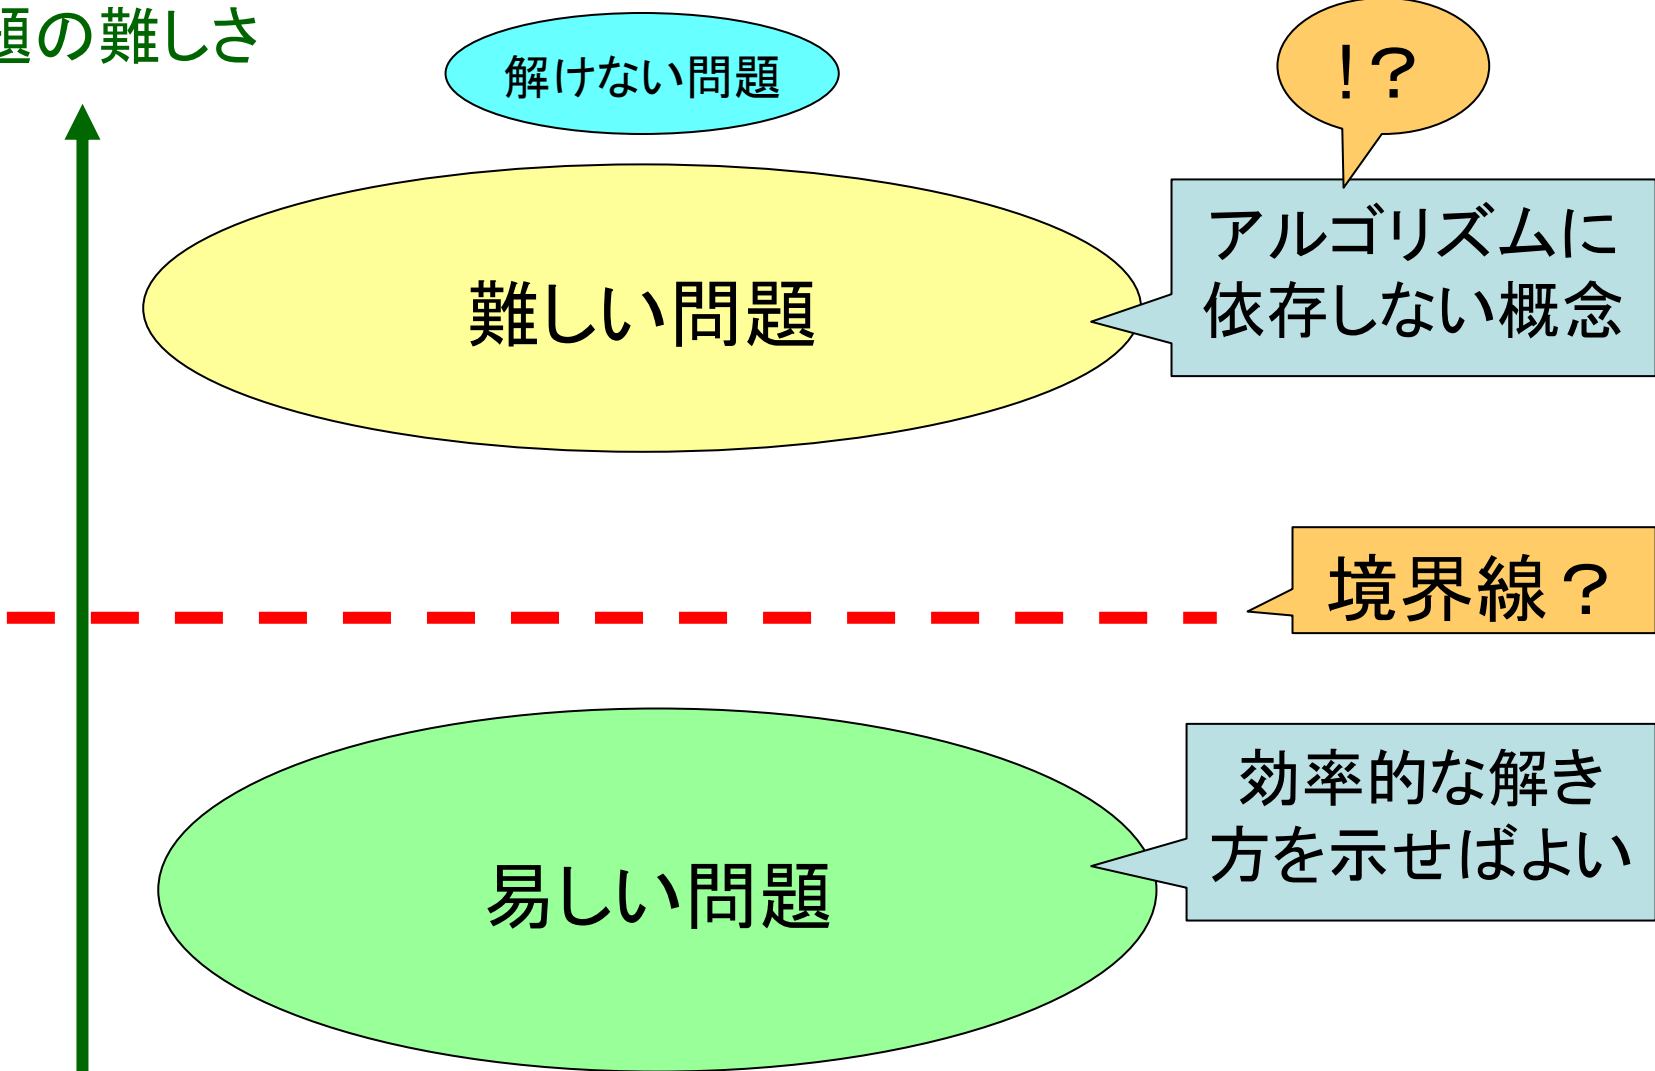 題の難しさ
解けない問題
！？
アルゴリズムに
依存しない概念
難しい問題
境界線？
効率的な解き
方を示せばよい
易しい問題